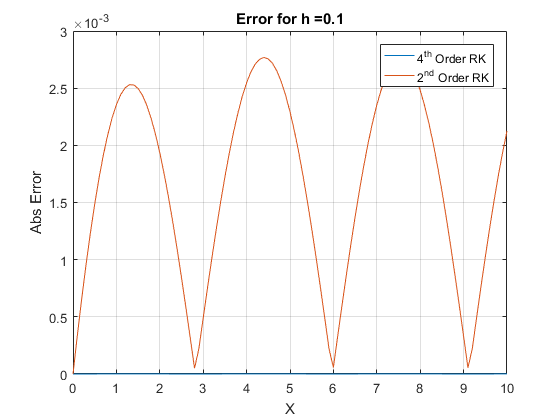 Error for h =0.1
×10⁻³
3
2.5
2
1.5
1
0.5
0
Abs Error
4ᵗʰ Order RK
2ⁿᵈ Order RK
0 1 2 3 4 5 6 7 8 9 10
X